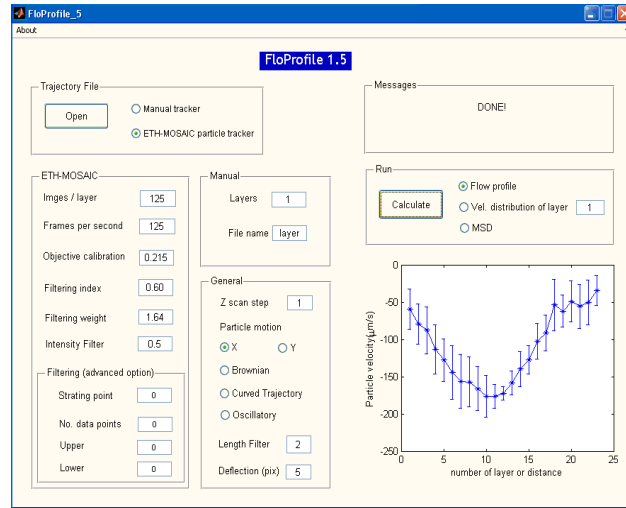 FloProfile_5
About
FloProfile 1.5
Trajectory File
Open
Manual tracker
ETH-MOSAIC particle tracker
Messages
DONE!
ETH-MOSAIC
Imges / layer 125
Frames per second 125
Objective calibration 0.215
Filtering index 0.60
Filtering weight 1.64
Intensity Filter 0.5
Filtering (advanced option)
Strating point 0
No. data points 0
Upper 0
Lower 0
Manual
Layers 1
File name layer
General
Z scan step 1
Particle motion
X Y
Brownian
Curved Trajectory
Oscillatory
Length Filter 2
Deflection (pix) 5
Run
Calculate
Flow profile
Vel. distribution of layer 1
MSD
0
-50
-100
-150
-200
-250
Particle velocity(μm/s)
0 5 10 15 20 25
number of layer or distance